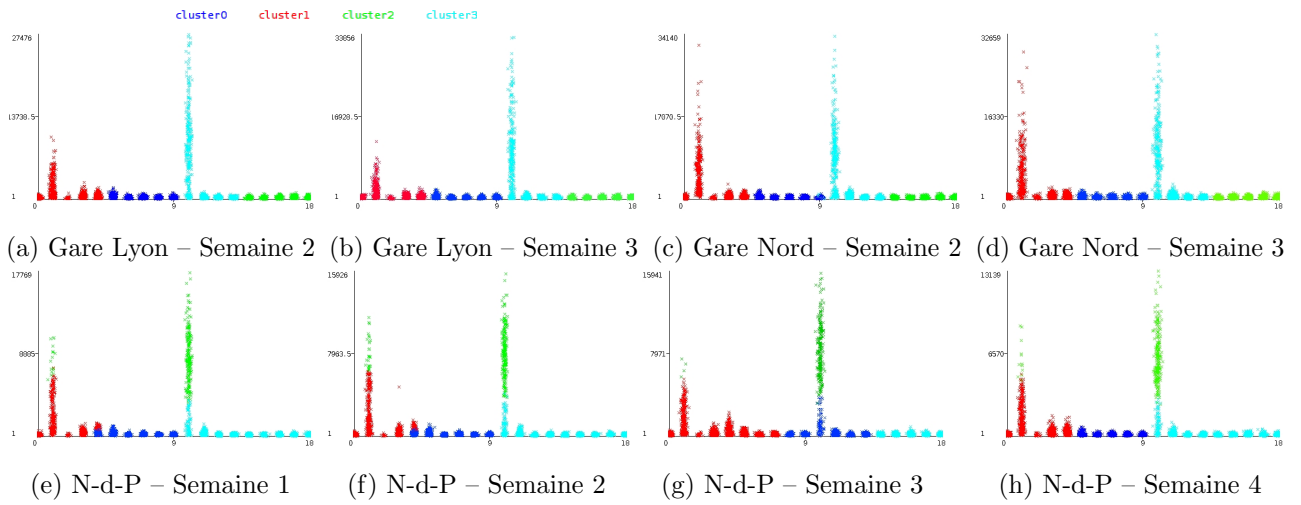 cluster0 cluster1 cluster2 cluster3
27476 33856 34140 32659
13738.5 16928.5 17070.5 16330
1 1 1 1
0 9 18 0 9 18 0 9 18 0 9 18
(a) Gare Lyon – Semaine 2 (b) Gare Lyon – Semaine 3 (c) Gare Nord – Semaine 2 (d) Gare Nord – Semaine 3
17769 15926 15941 13139
8885 7963.5 7971 6570
1 1 1 1
0 9 18 0 9 18 0 9 18 0 9 18
(e) N-d-P – Semaine 1 (f) N-d-P – Semaine 2 (g) N-d-P – Semaine 3 (h) N-d-P – Semaine 4